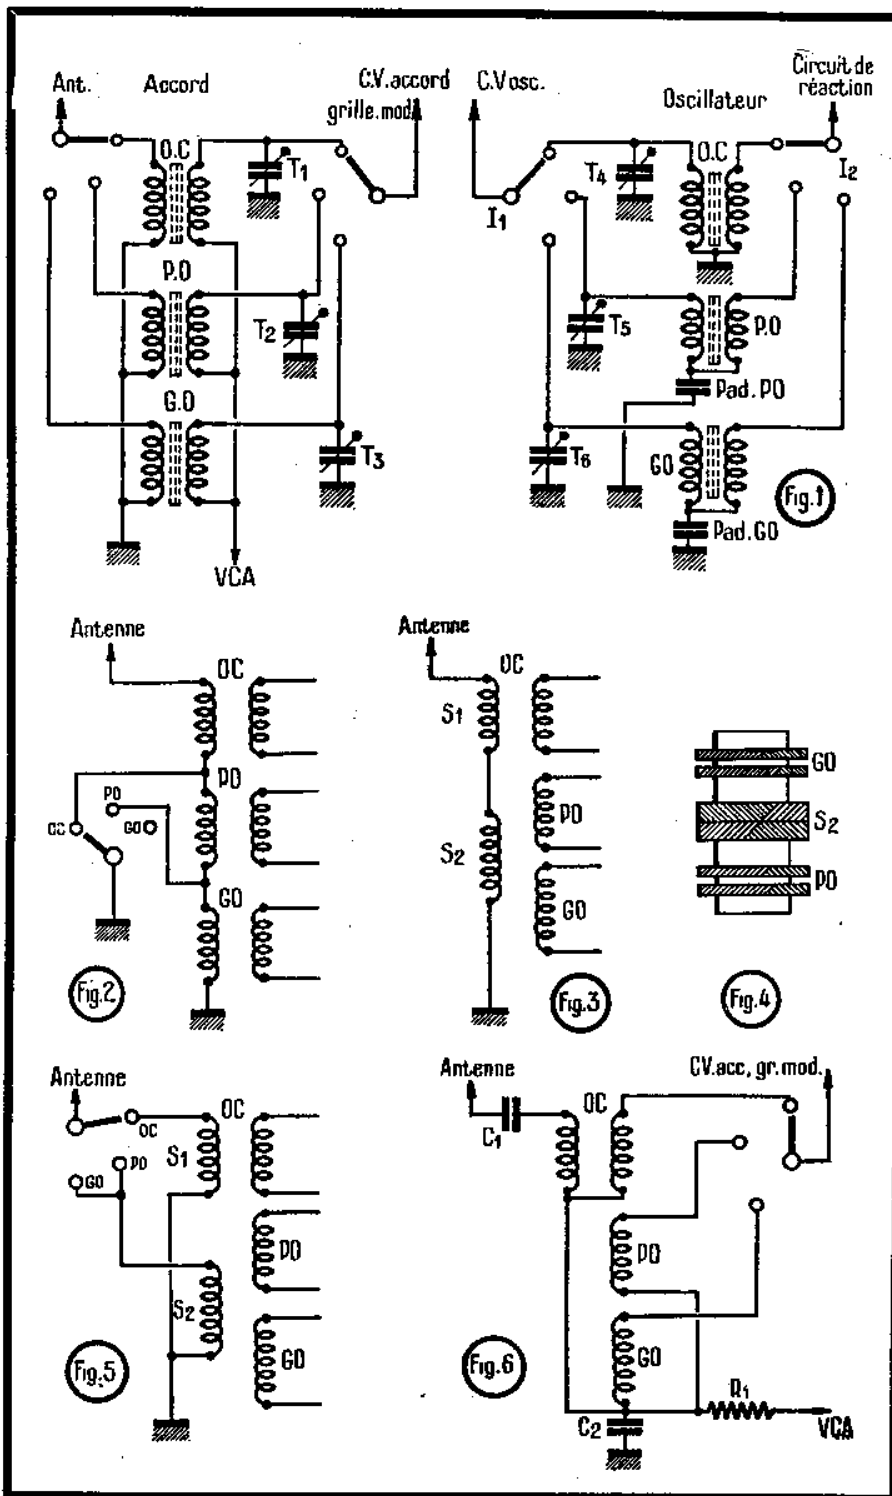 Ant.
Accord
C.V.accord
grille.mod.
C.V osc.
Oscillateur
Circuit de
réaction
O.C
T1
I1
T4
O.C
I2
P.O
T2
T5
P.O
Pad.PO
G.O
T3
T6
GO
Pad.GO
Fig.1
VCA
Antenne
OC
PO
PO
OC
GO
GO
Fig.2
Antenne
OC
S1
PO
S2
GO
Fig.3
GO
S2
PO
Fig.4
Antenne
OC
OC
S1
PO
GO
PO
S2
GO
Fig.5
Antenne
CV.acc, gr.mod.
OC
C1
PO
GO
Fig.6
R1
C2
VCA